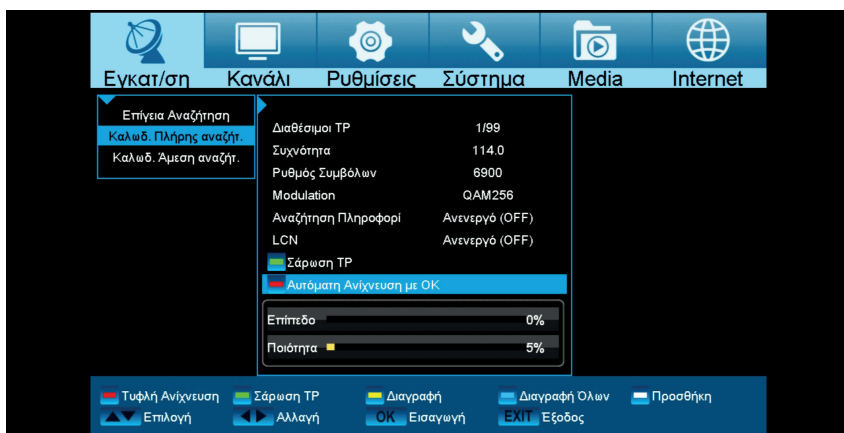 Εγκατ/ση Κανάλι Ρυθμίσεις Σύστημα Media Internet
Επίγεια Αναζήτηση
Καλωδ. Πλήρης αναζήτ.
Καλωδ. Άμεση αναζήτ.
Διαθέσιμοι TP 1/99
Συχνότητα 114.0
Ρυθμός Συμβόλων 6900
Modulation QAM256
Αναζήτηση Πληροφορί Ανενεργό (OFF)
LCN Ανενεργό (OFF)
Σάρωση TP
Αυτόματη Ανίχνευση με OK
Επίπεδο 0%
Ποιότητα 5%
Τυφλή Ανίχνευση Σάρωση TP Διαγραφή Διαγραφή Όλων Προσθήκη
Επιλογή Αλλαγή OK Εισαγωγή EXIT Έξοδος